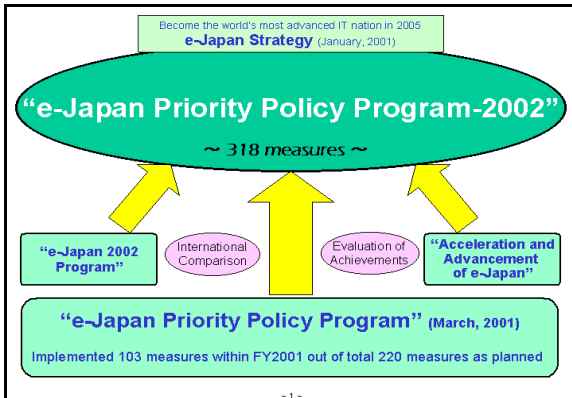 Become the world's most advanced IT nation in 2005
e-Japan Strategy (January, 2001)
“e-Japan Priority Policy Program-2002”
~ 318 measures ~
“e-Japan 2002
Program”
International
Comparison
Evaluation of
Achievements
“Acceleration and
Advancement
of e-Japan”
“e-Japan Priority Policy Program” (March, 2001)
Implemented 103 measures within FY2001 out of total 220 measures as planned
- 1 -